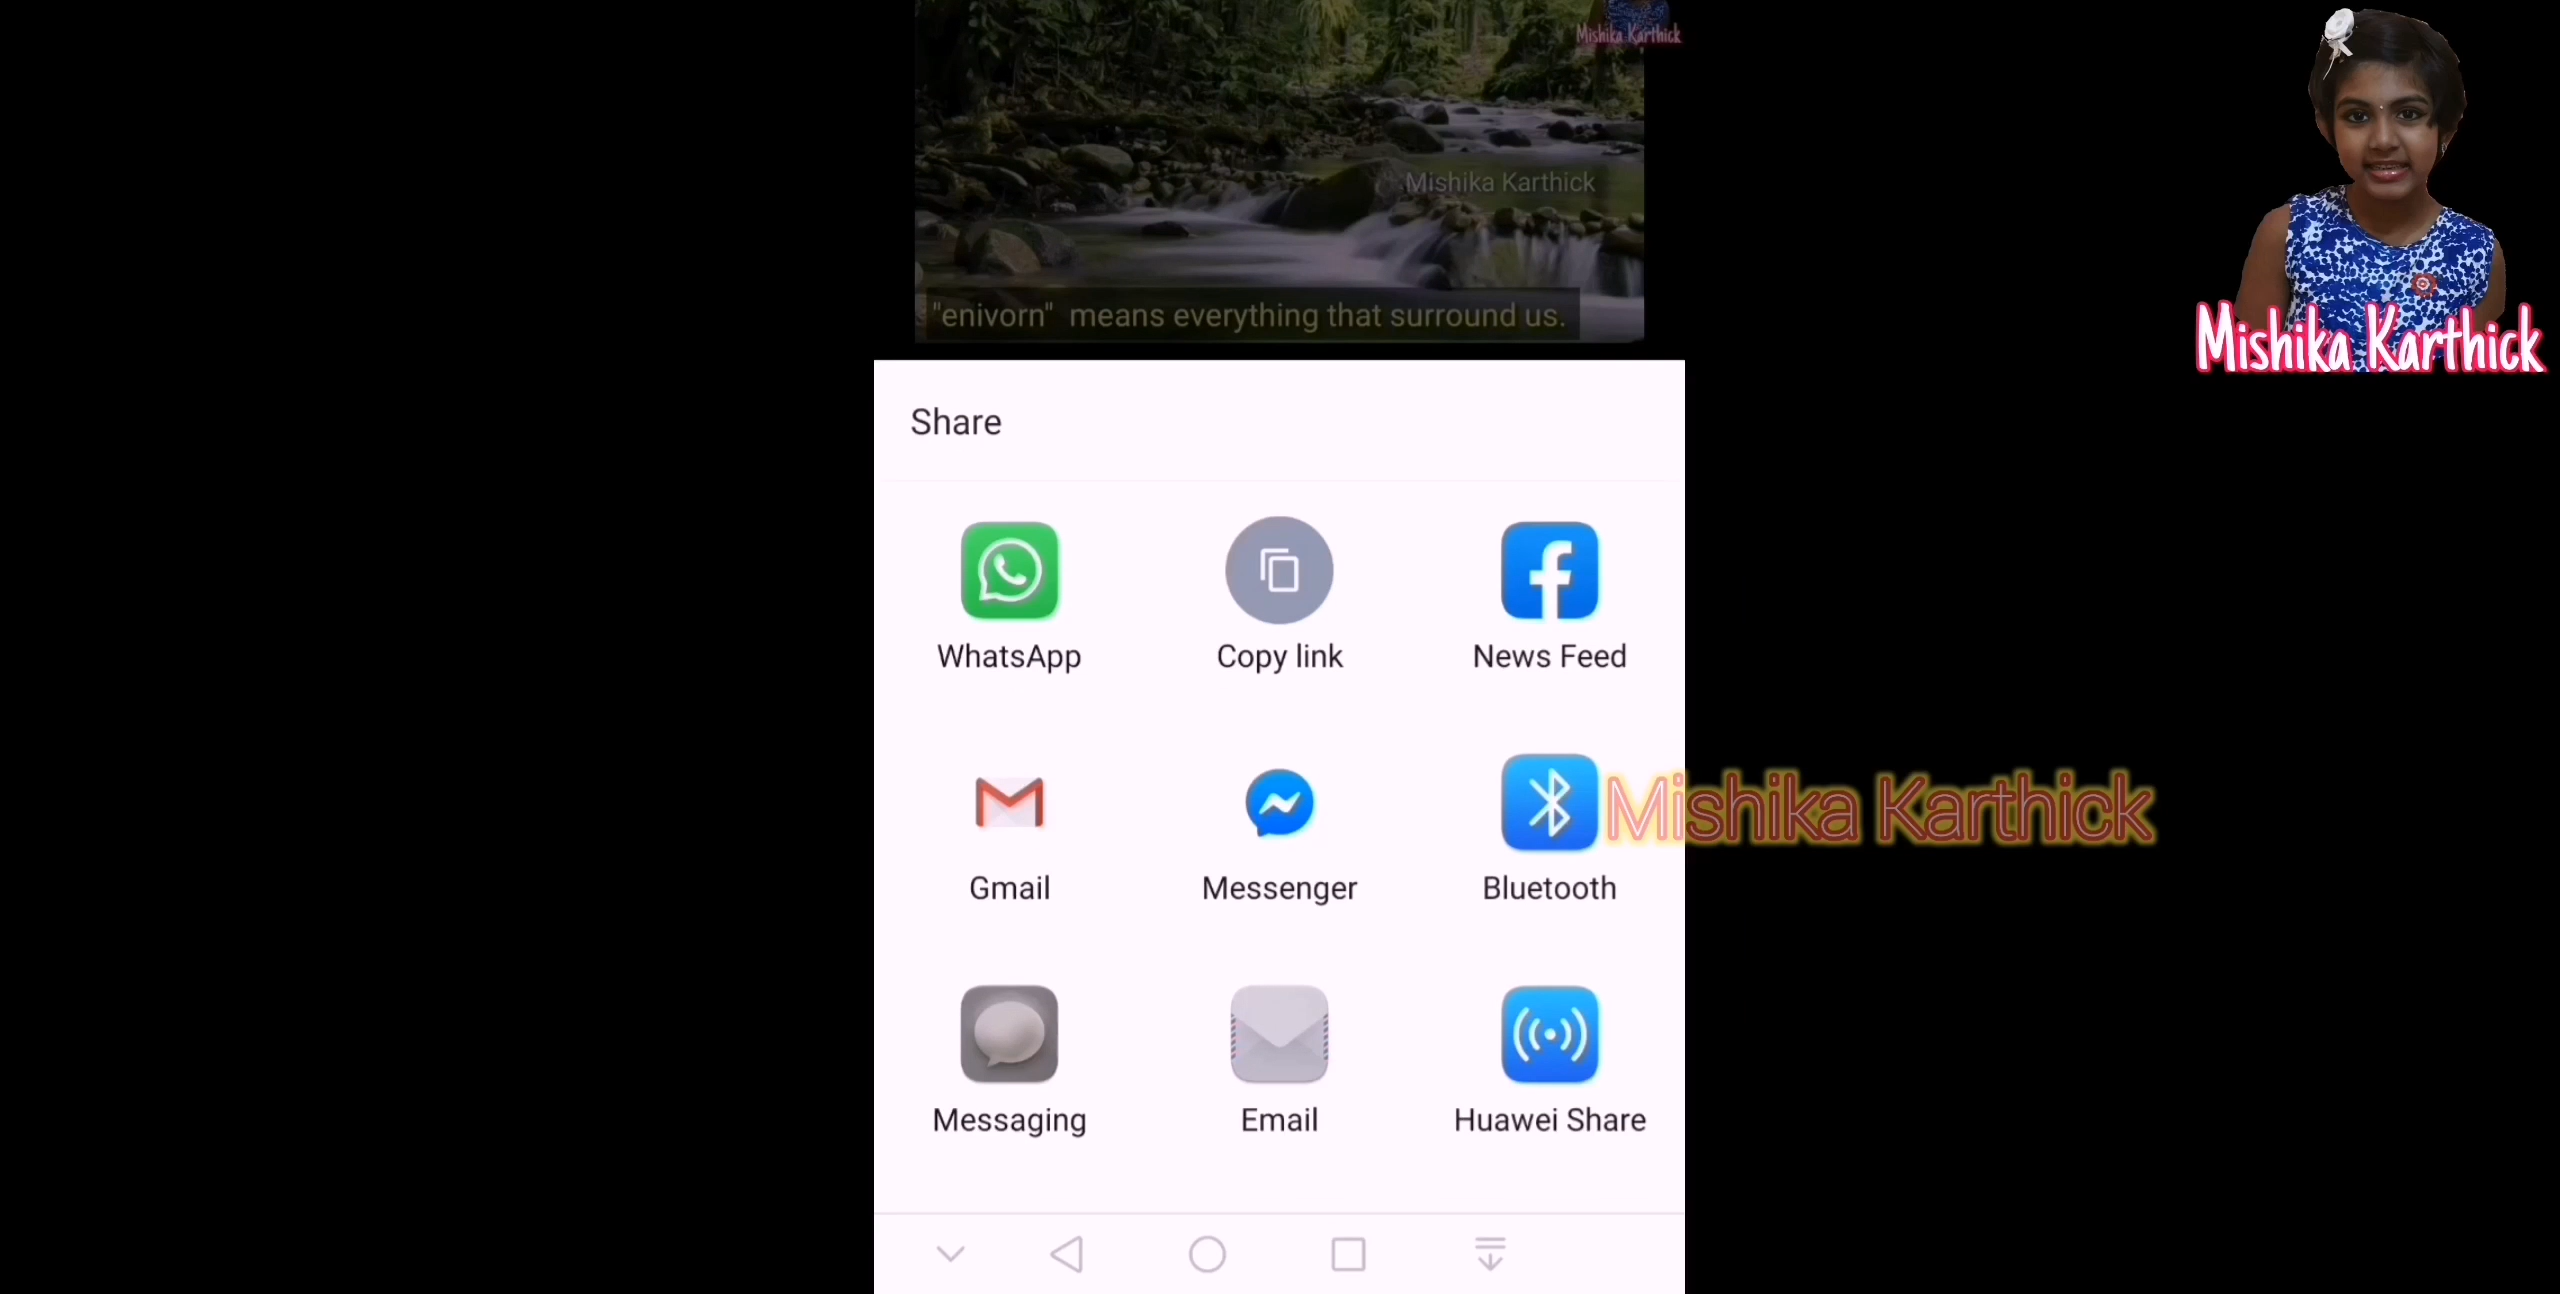 Mishika Karthick
Mishika Karthick
"enivorn"  means everything that surround us.
Mishika Karthick
Share
WhatsApp
Copy link
News Feed
Gmail
Messenger
Bluetooth
Mishika Karthick
Messaging
Email
Huawei Share